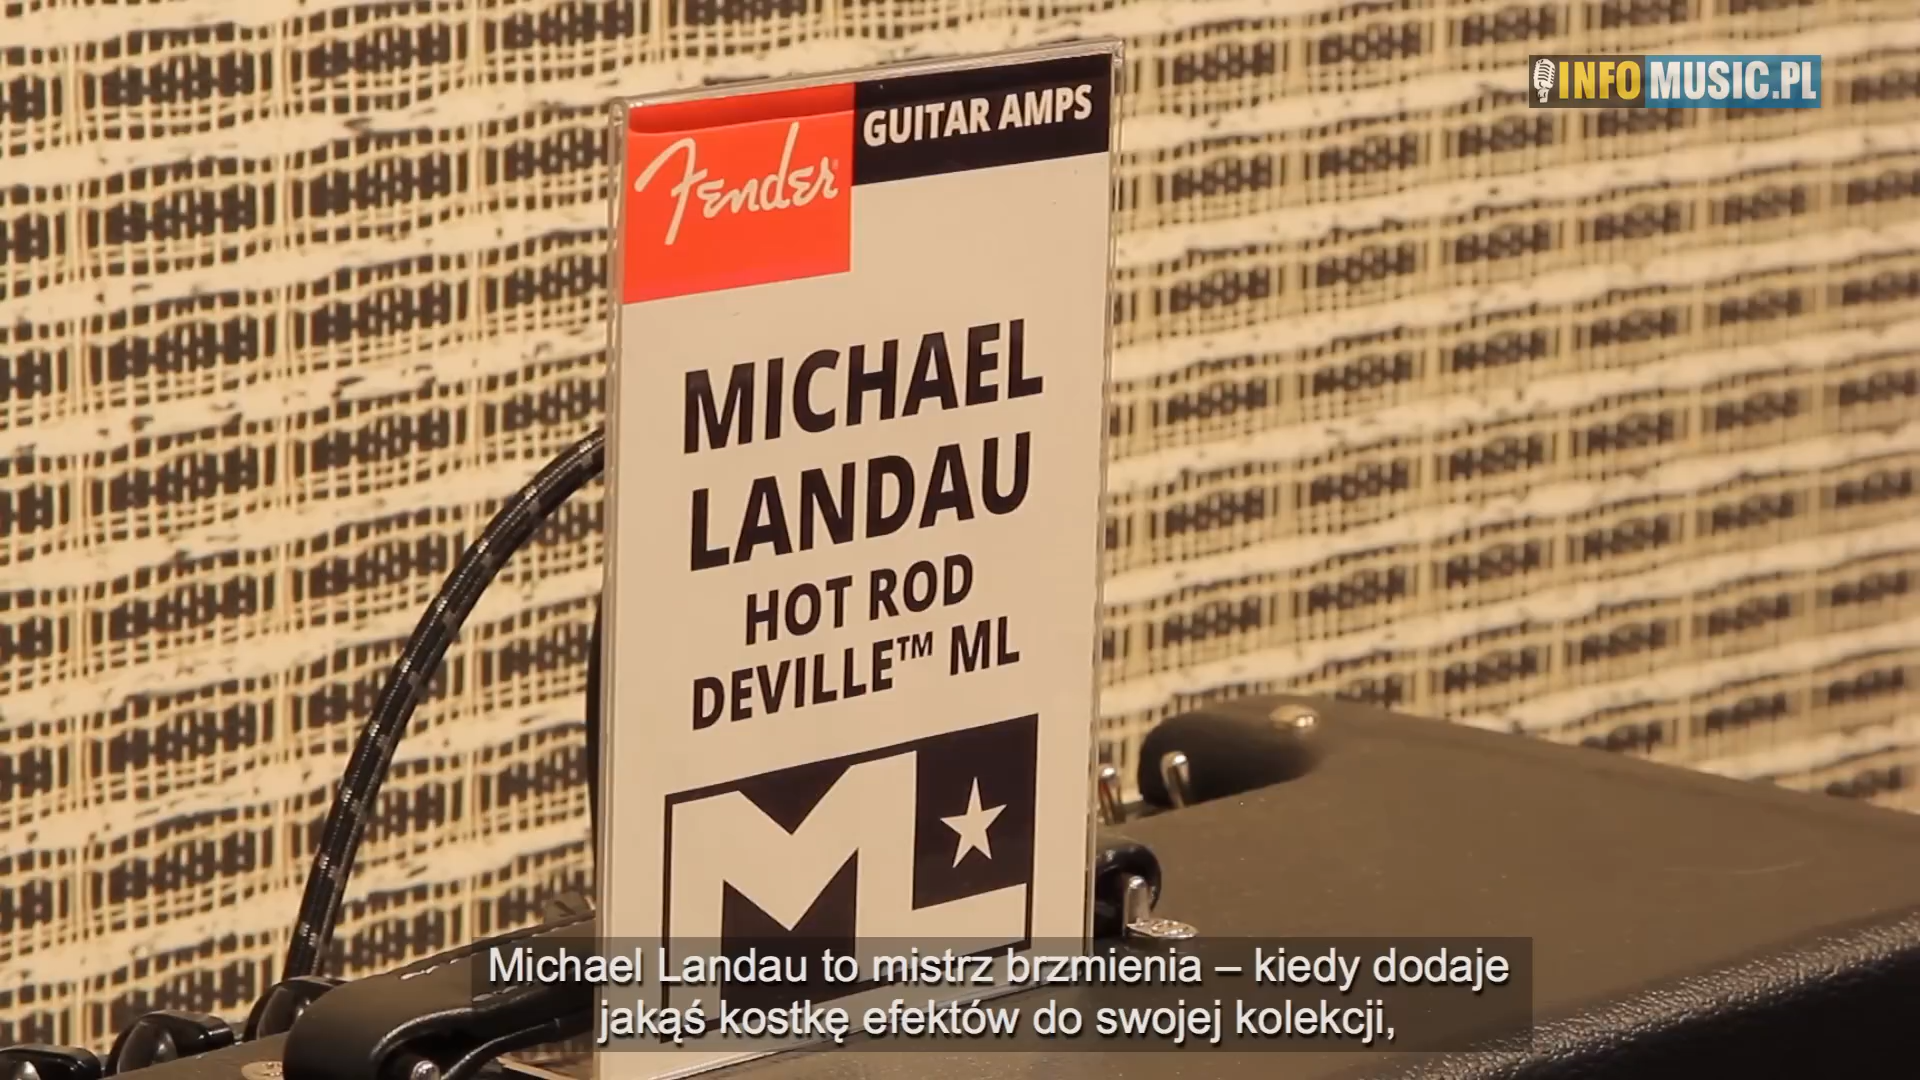 INFOMUSIC.PL
Fender
GUITAR AMPS
MICHAEL
LANDAU
HOT ROD
DEVILLE™ ML
ML
Michael Landau to mistrz brzmienia – kiedy dodaje
jakąś kostkę efektów do swojej kolekcji,